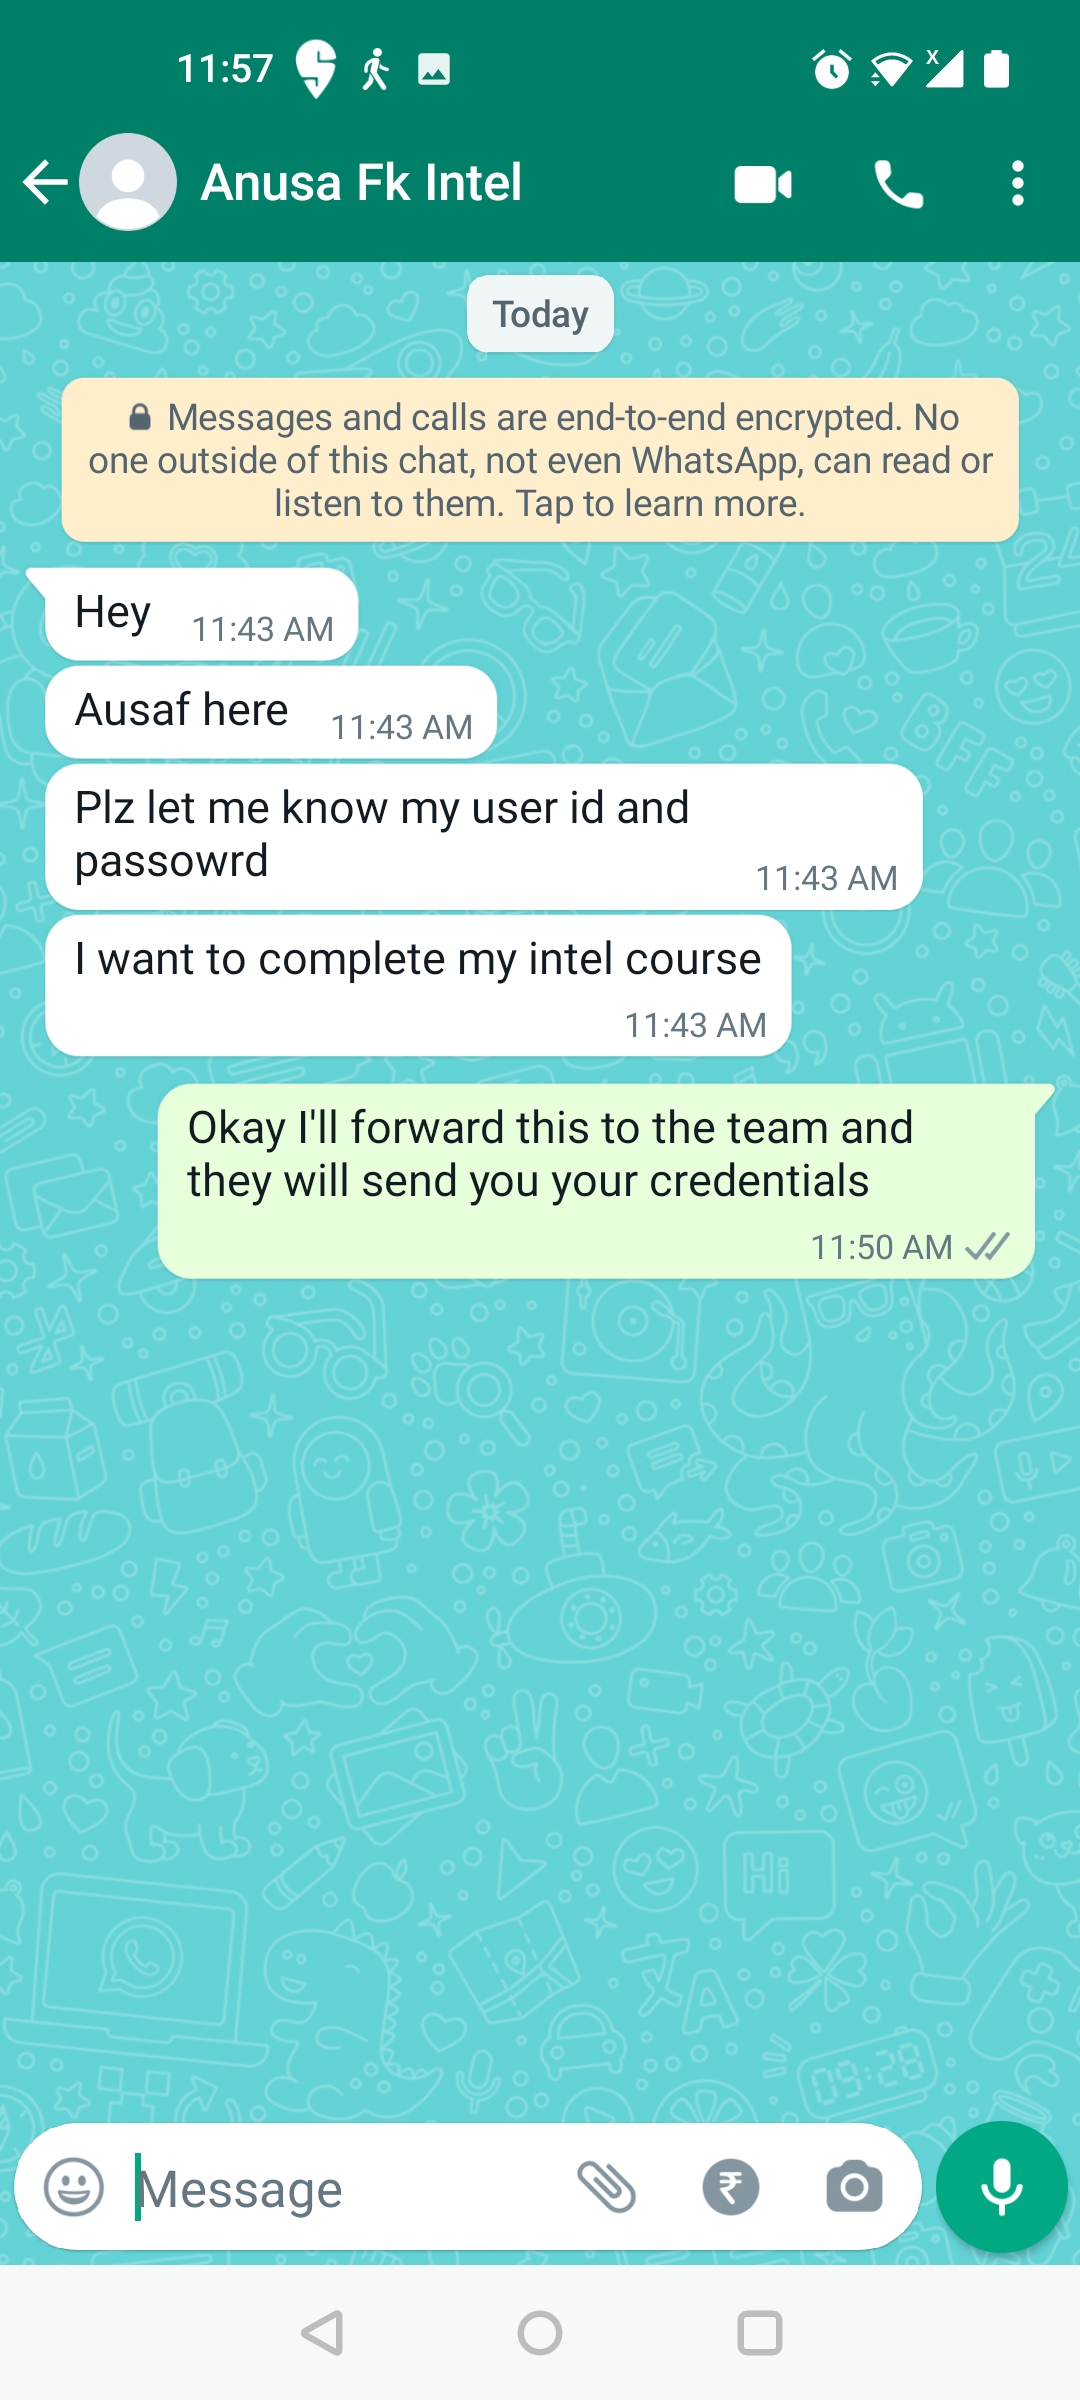 11:57
Anusa Fk Intel
Today
Messages and calls are end-to-end encrypted. No
one outside of this chat, not even WhatsApp, can read or
listen to them. Tap to learn more.
Hey 11:43 AM
Ausaf here 11:43 AM
Plz let me know my user id and
passowrd 11:43 AM
I want to complete my intel course
11:43 AM
Okay I'll forward this to the team and
they will send you your credentials
11:50 AM
Message